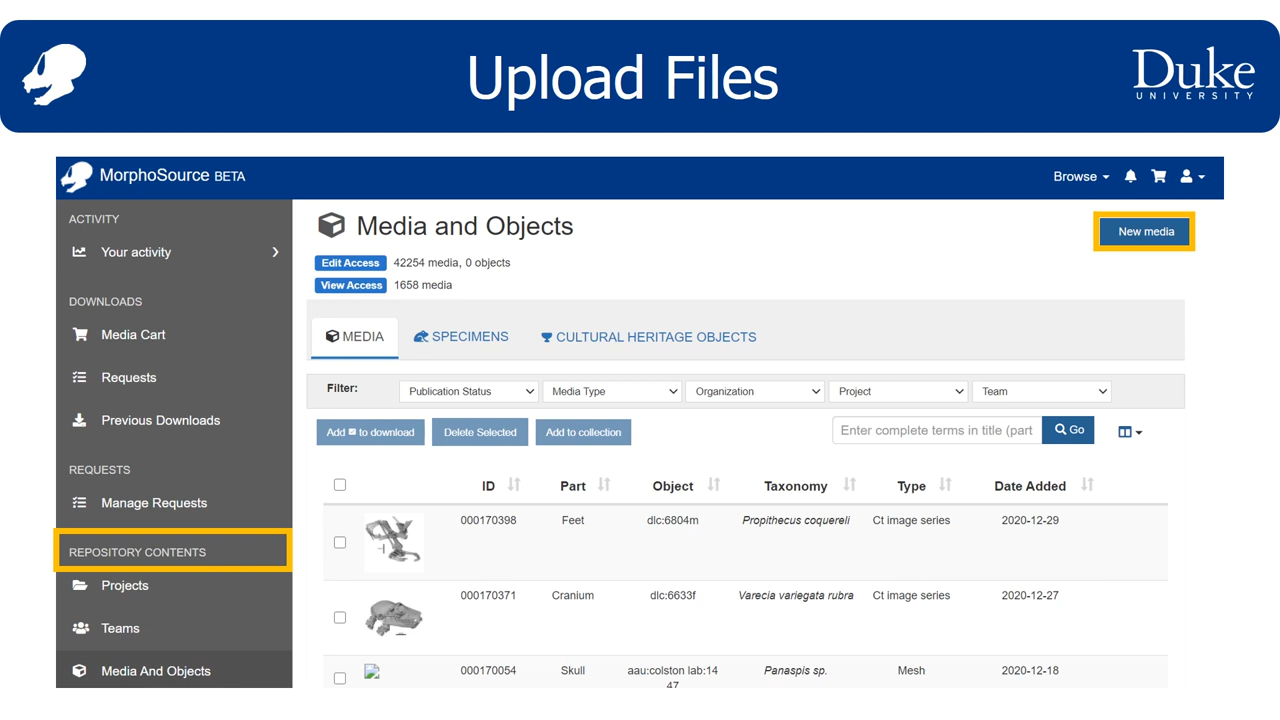 Upload Files
Duke
UNIVERSITY
MorphoSource BETA
Browse
ACTIVITY
Your activity
DOWNLOADS
Media Cart
Requests
Previous Downloads
REQUESTS
Manage Requests
REPOSITORY CONTENTS
Projects
Teams
Media And Objects
Media and Objects
New media
Edit Access 42254 media, 0 objects
View Access 1658 media
MEDIA SPECIMENS CULTURAL HERITAGE OBJECTS
Filter: Publication Status Media Type Organization Project Team
Add to download Delete Selected Add to collection Enter complete terms in title (part Go
ID Part Object Taxonomy Type Date Added
000170398 Feet dlc:6804m Propithecus coquereli Ct image series 2020-12-29
000170371 Cranium dlc:6633f Varecia variegata rubra Ct image series 2020-12-27
000170054 Skull aau:colston lab:14 Panaspis sp. Mesh 2020-12-18
47